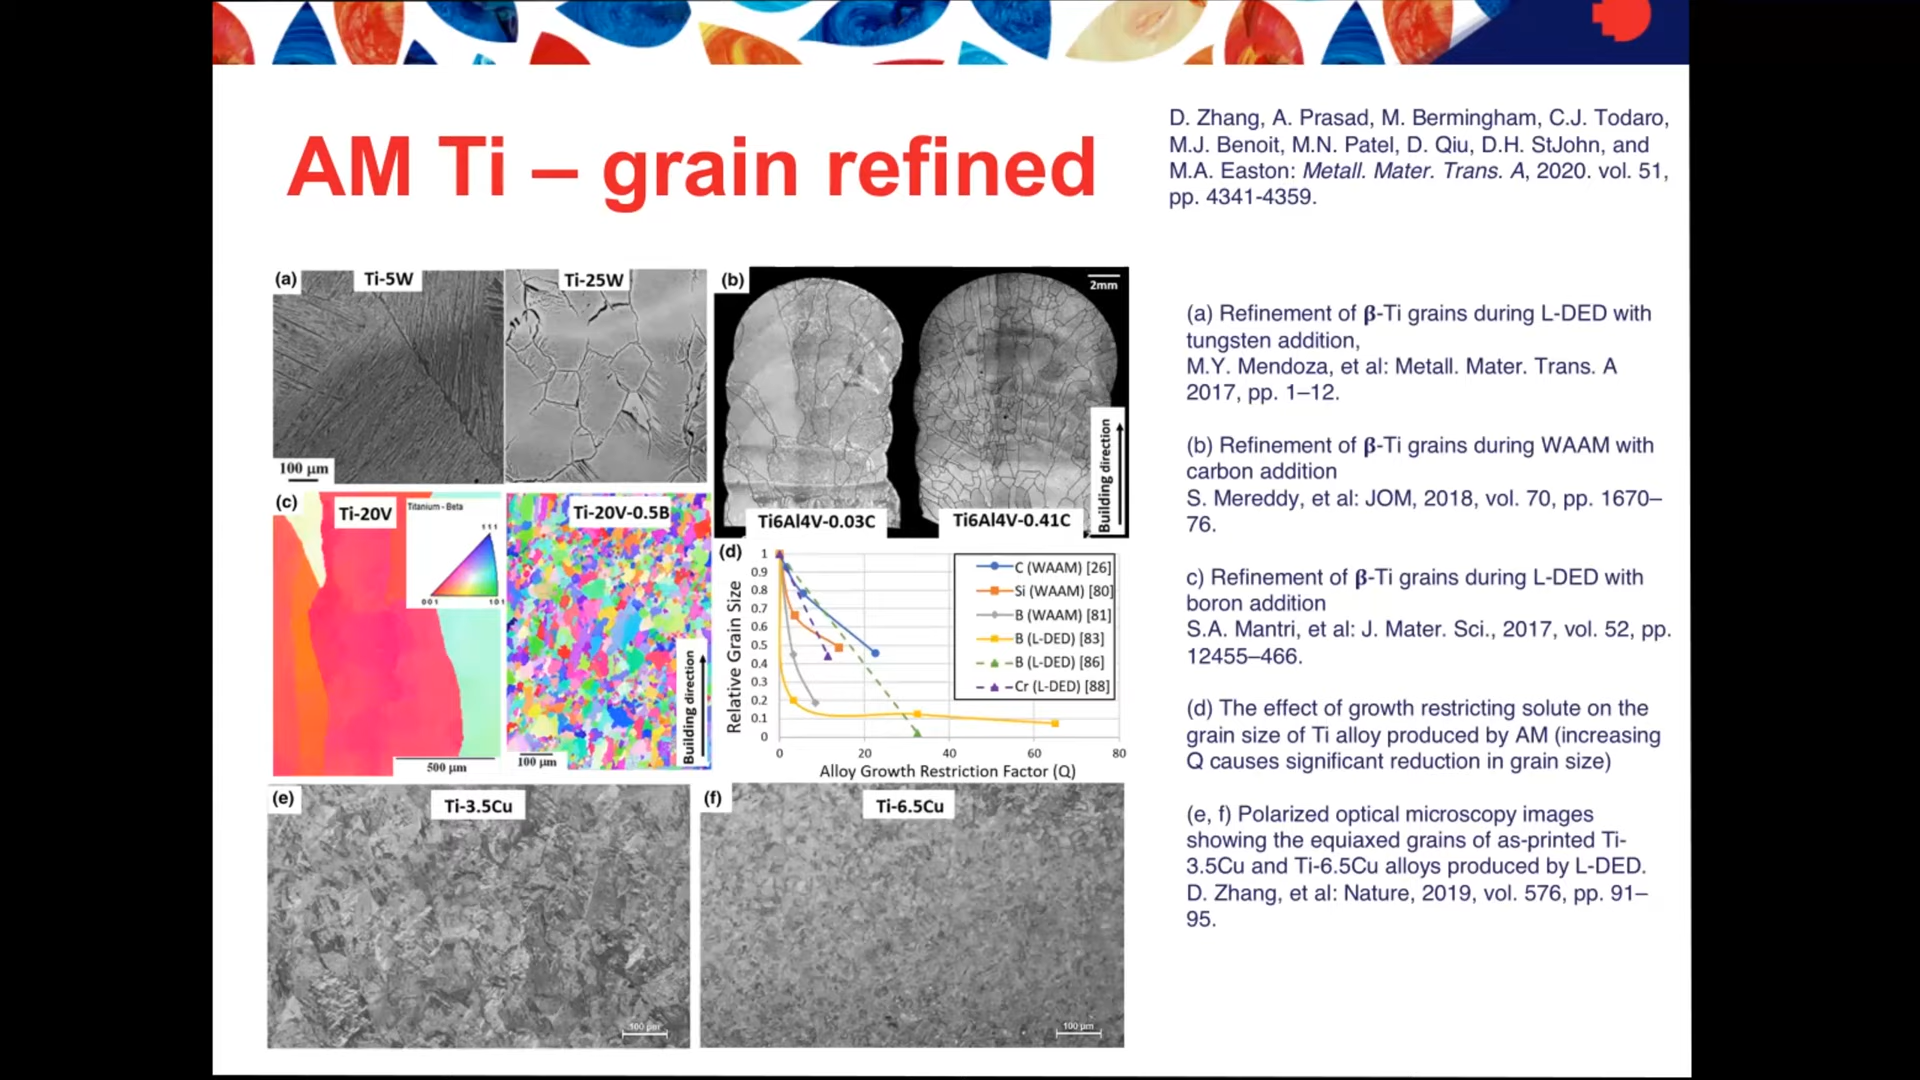 AM Ti – grain refined
D. Zhang, A. Prasad, M. Bermingham, C.J. Todaro,
M.J. Benoit, M.N. Patel, D. Qiu, D.H. StJohn, and
M.A. Easton: Metall. Mater. Trans. A, 2020. vol. 51,
pp. 4341-4359.
(a)
Ti-5W
Ti-25W
100 µm
(b)
2mm
Building direction
Ti6Al4V-0.03C
Ti6Al4V-0.41C
(c)
Ti-20V
Titanium - Beta
111
001
101
500 µm
Ti-20V-0.5B
Building direction
100 µm
(d)
Relative Grain Size
1
0.9
0.8
0.7
0.6
0.5
0.4
0.3
0.2
0.1
0
0 20 40 60 80
Alloy Growth Restriction Factor (Q)
C (WAAM) [26]
Si (WAAM) [80]
B (WAAM) [81]
B (L-DED) [83]
B (L-DED) [86]
Cr (L-DED) [88]
(e)
Ti-3.5Cu
100 µm
(f)
Ti-6.5Cu
100 µm
(a) Refinement of β-Ti grains during L-DED with
tungsten addition,
M.Y. Mendoza, et al: Metall. Mater. Trans. A
2017, pp. 1–12.
(b) Refinement of β-Ti grains during WAAM with
carbon addition
S. Mereddy, et al: JOM, 2018, vol. 70, pp. 1670–
76.
c) Refinement of β-Ti grains during L-DED with
boron addition
S.A. Mantri, et al: J. Mater. Sci., 2017, vol. 52, pp.
12455–466.
(d) The effect of growth restricting solute on the
grain size of Ti alloy produced by AM (increasing
Q causes significant reduction in grain size)
(e, f) Polarized optical microscopy images
showing the equiaxed grains of as-printed Ti-
3.5Cu and Ti-6.5Cu alloys produced by L-DED.
D. Zhang, et al: Nature, 2019, vol. 576, pp. 91–
95.